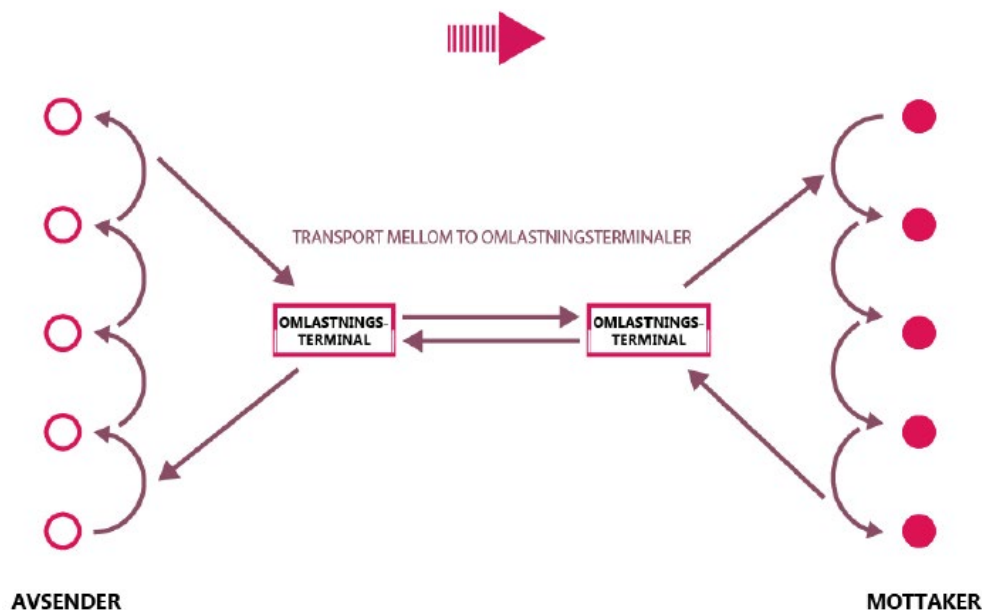 TRANSPORT MELLOM TO OMLASTNINGSTERMINALER
OMLASTNINGS-
TERMINAL
OMLASTNINGS-
TERMINAL
AVSENDER
MOTTAKER